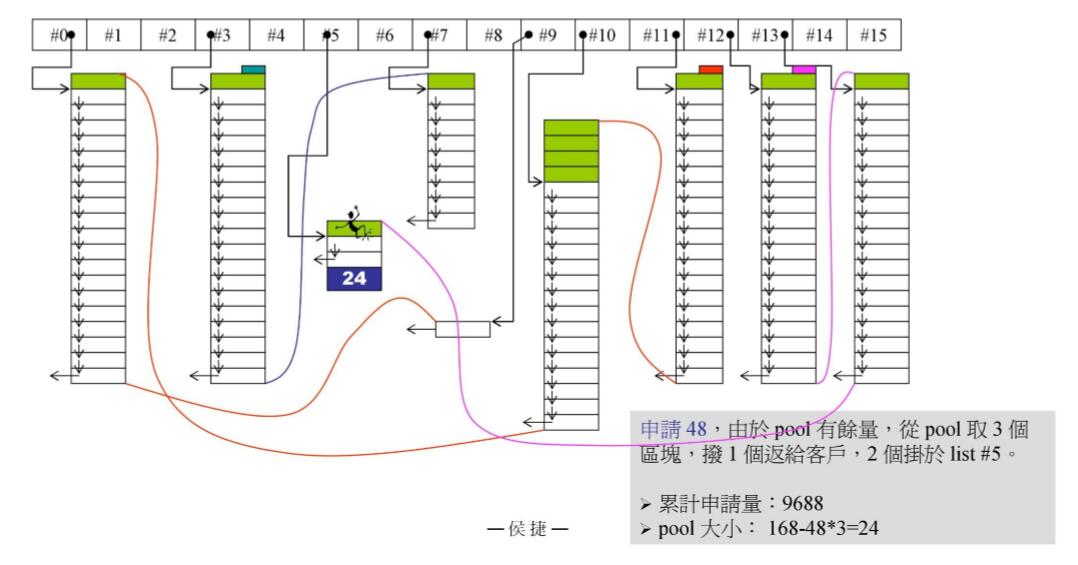 #0 #1 #2 #3 #4 #5 #6 #7 #8 #9 #10 #11 #12 #13 #14 #15
24
申請 48，由於 pool 有餘量，從 pool 取 3 個
區塊，撥 1 個返給客戶，2 個掛於 list #5。
➢ 累計申請量：9688
➢ pool 大小： 168-48*3=24
—侯捷—